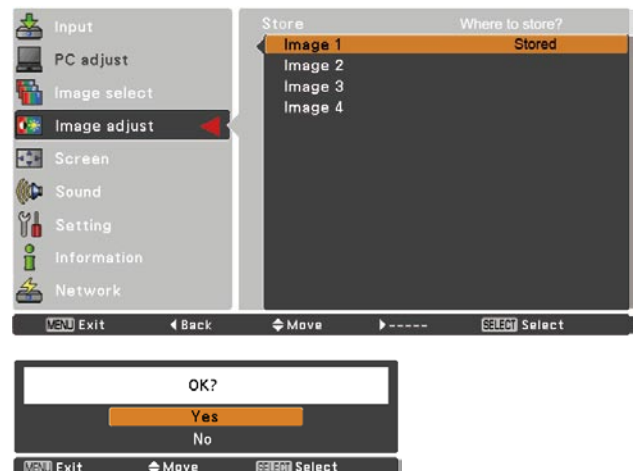 Input
PC adjust
Image select
Image adjust
Screen
Sound
Setting
Information
Network
Store Where to store?
Image 1 Stored
Image 2
Image 3
Image 4
MENU Exit Back Move ----- SELECT Select
OK?
Yes
No
MENU Exit Move SELECT Select